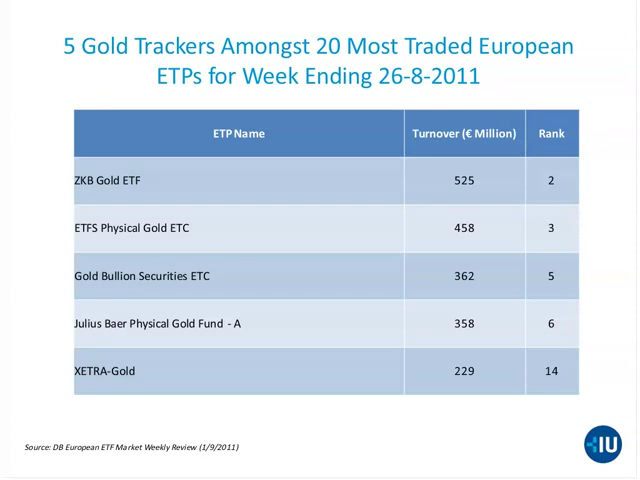 5 Gold Trackers Amongst 20 Most Traded European
ETPs for Week Ending 26-8-2011
ETP Name Turnover (€ Million) Rank
ZKB Gold ETF 525 2
ETFS Physical Gold ETC 458 3
Gold Bullion Securities ETC 362 5
Julius Baer Physical Gold Fund - A 358 6
XETRA-Gold 229 14
Source: DB European ETF Market Weekly Review (1/9/2011)
IU